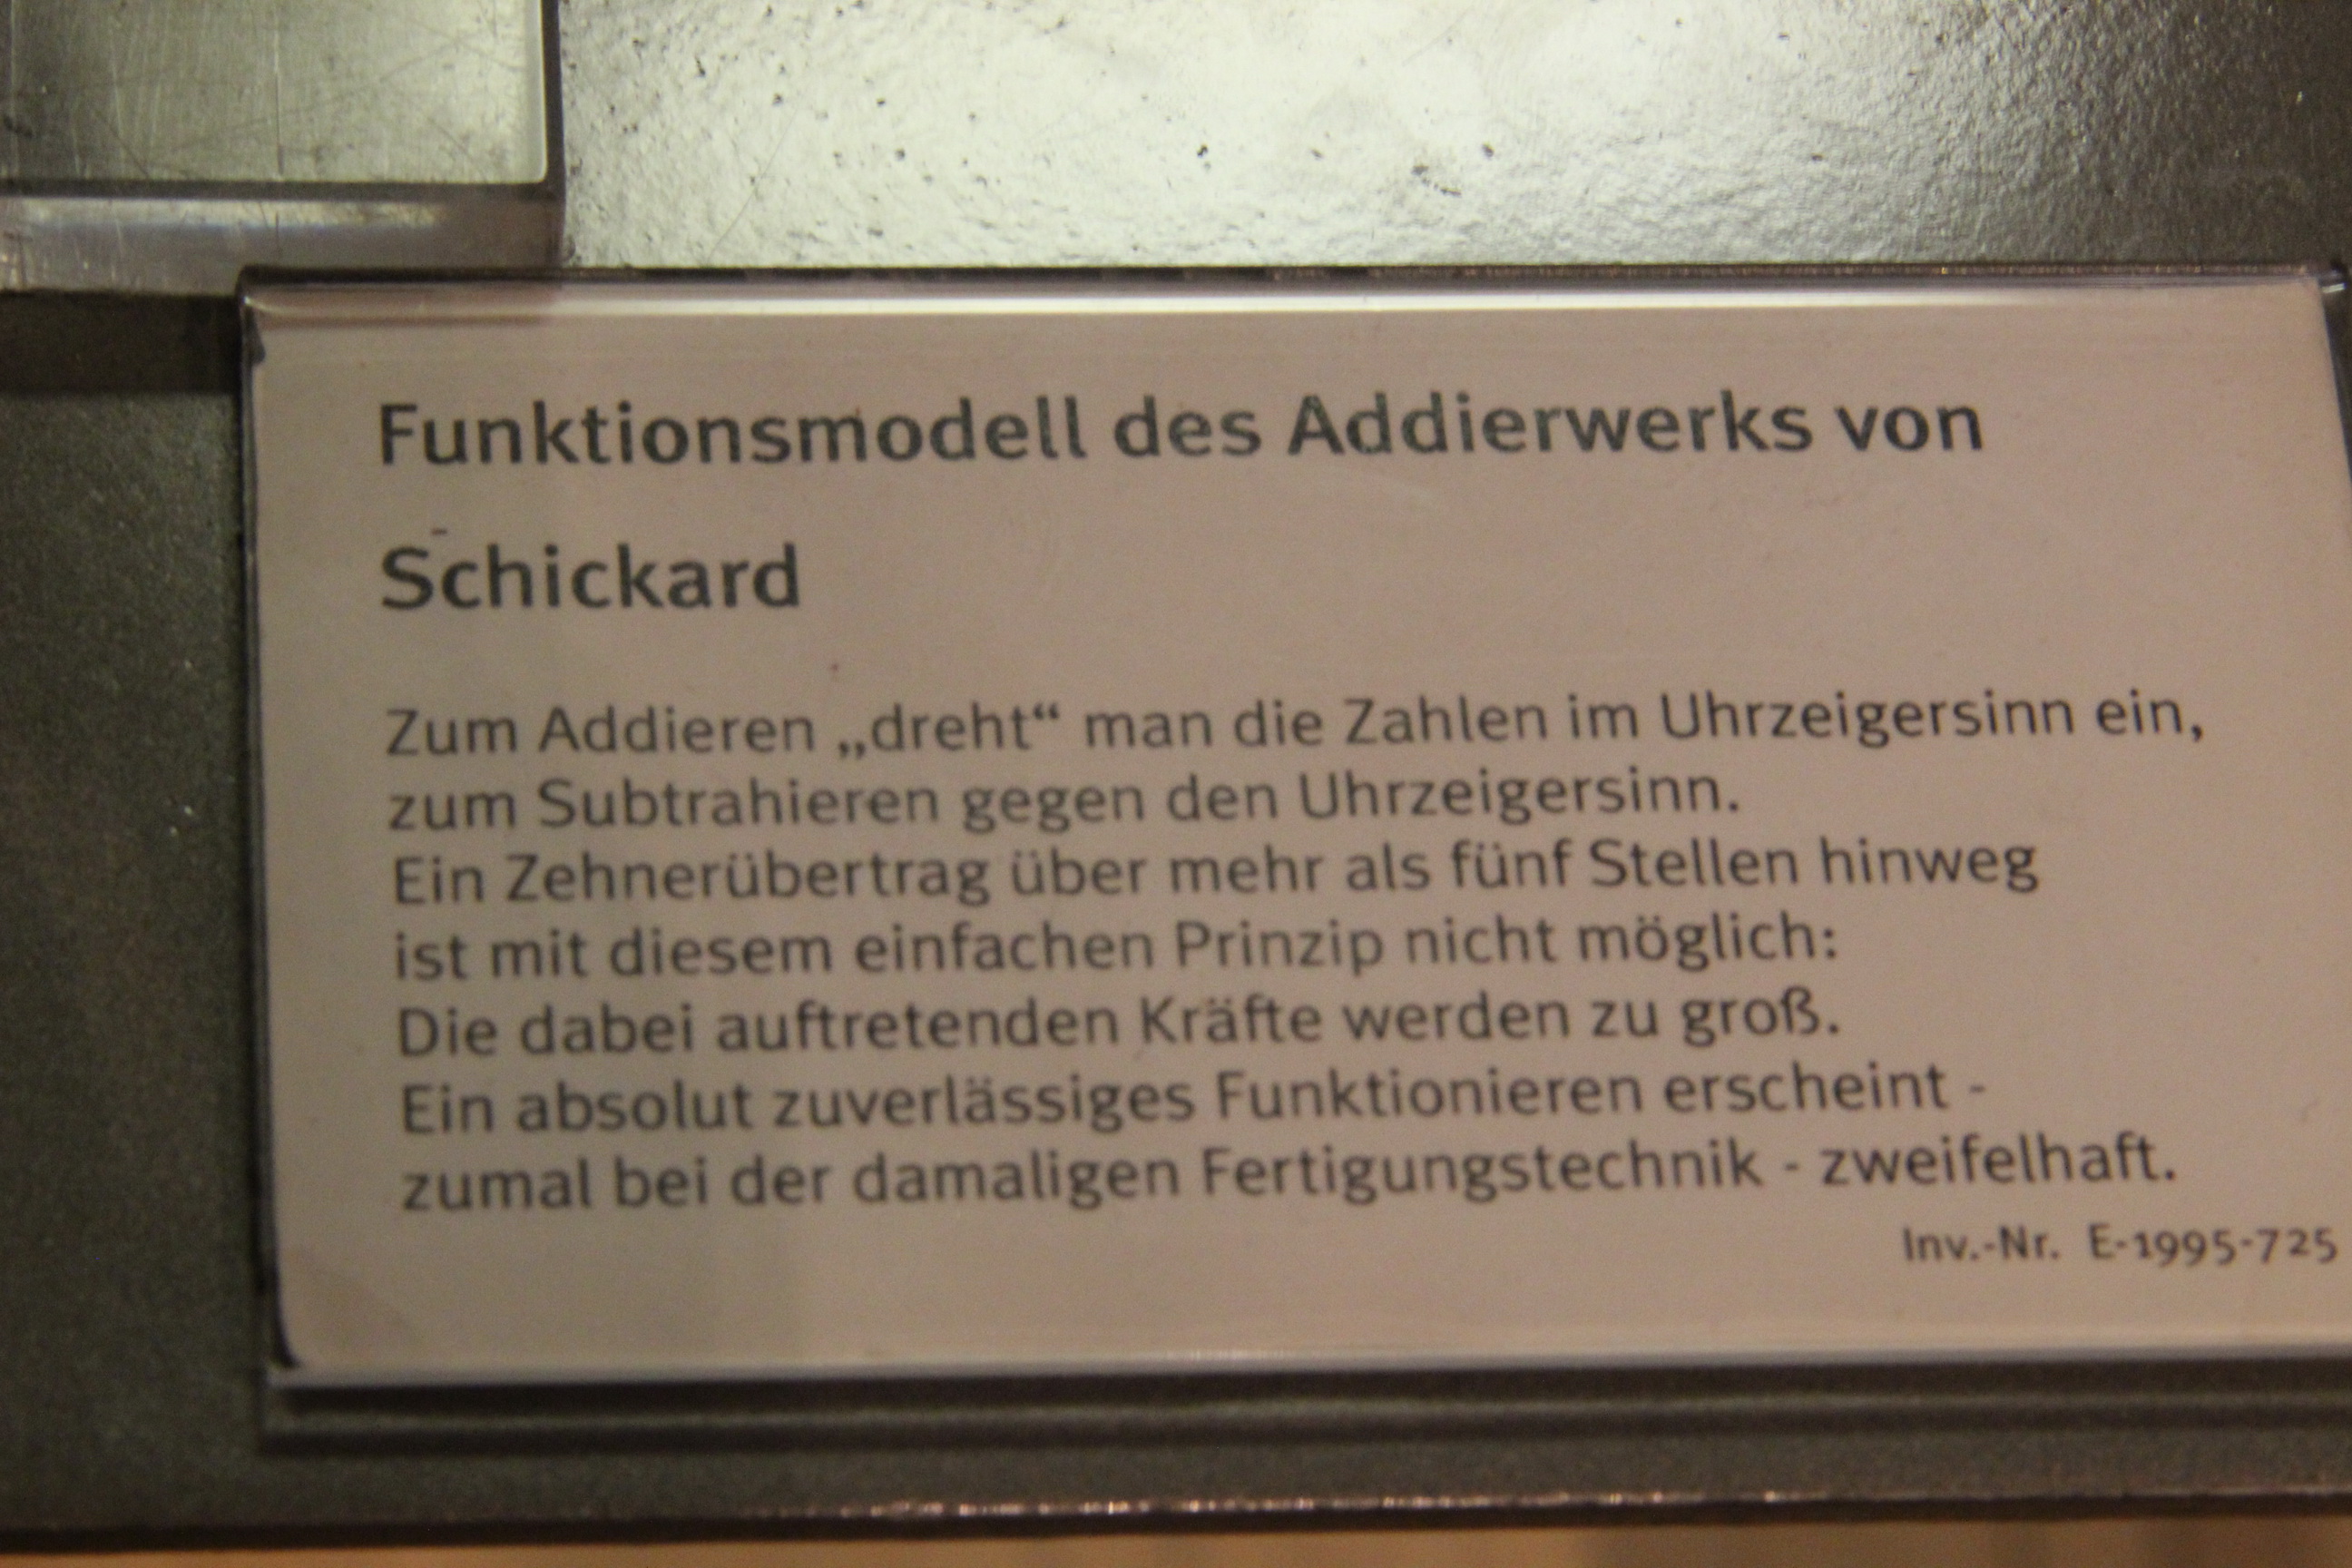 Funktionsmodell des Addierwerks von
Schickard
Zum Addieren „dreht“ man die Zahlen im Uhrzeigersinn ein,
zum Subtrahieren gegen den Uhrzeigersinn.
Ein Zehnerübertrag über mehr als fünf Stellen hinweg
ist mit diesem einfachen Prinzip nicht möglich:
Die dabei auftretenden Kräfte werden zu groß.
Ein absolut zuverlässiges Funktionieren erscheint -
zumal bei der damaligen Fertigungstechnik - zweifelhaft.
Inv.-Nr. E-1995-725